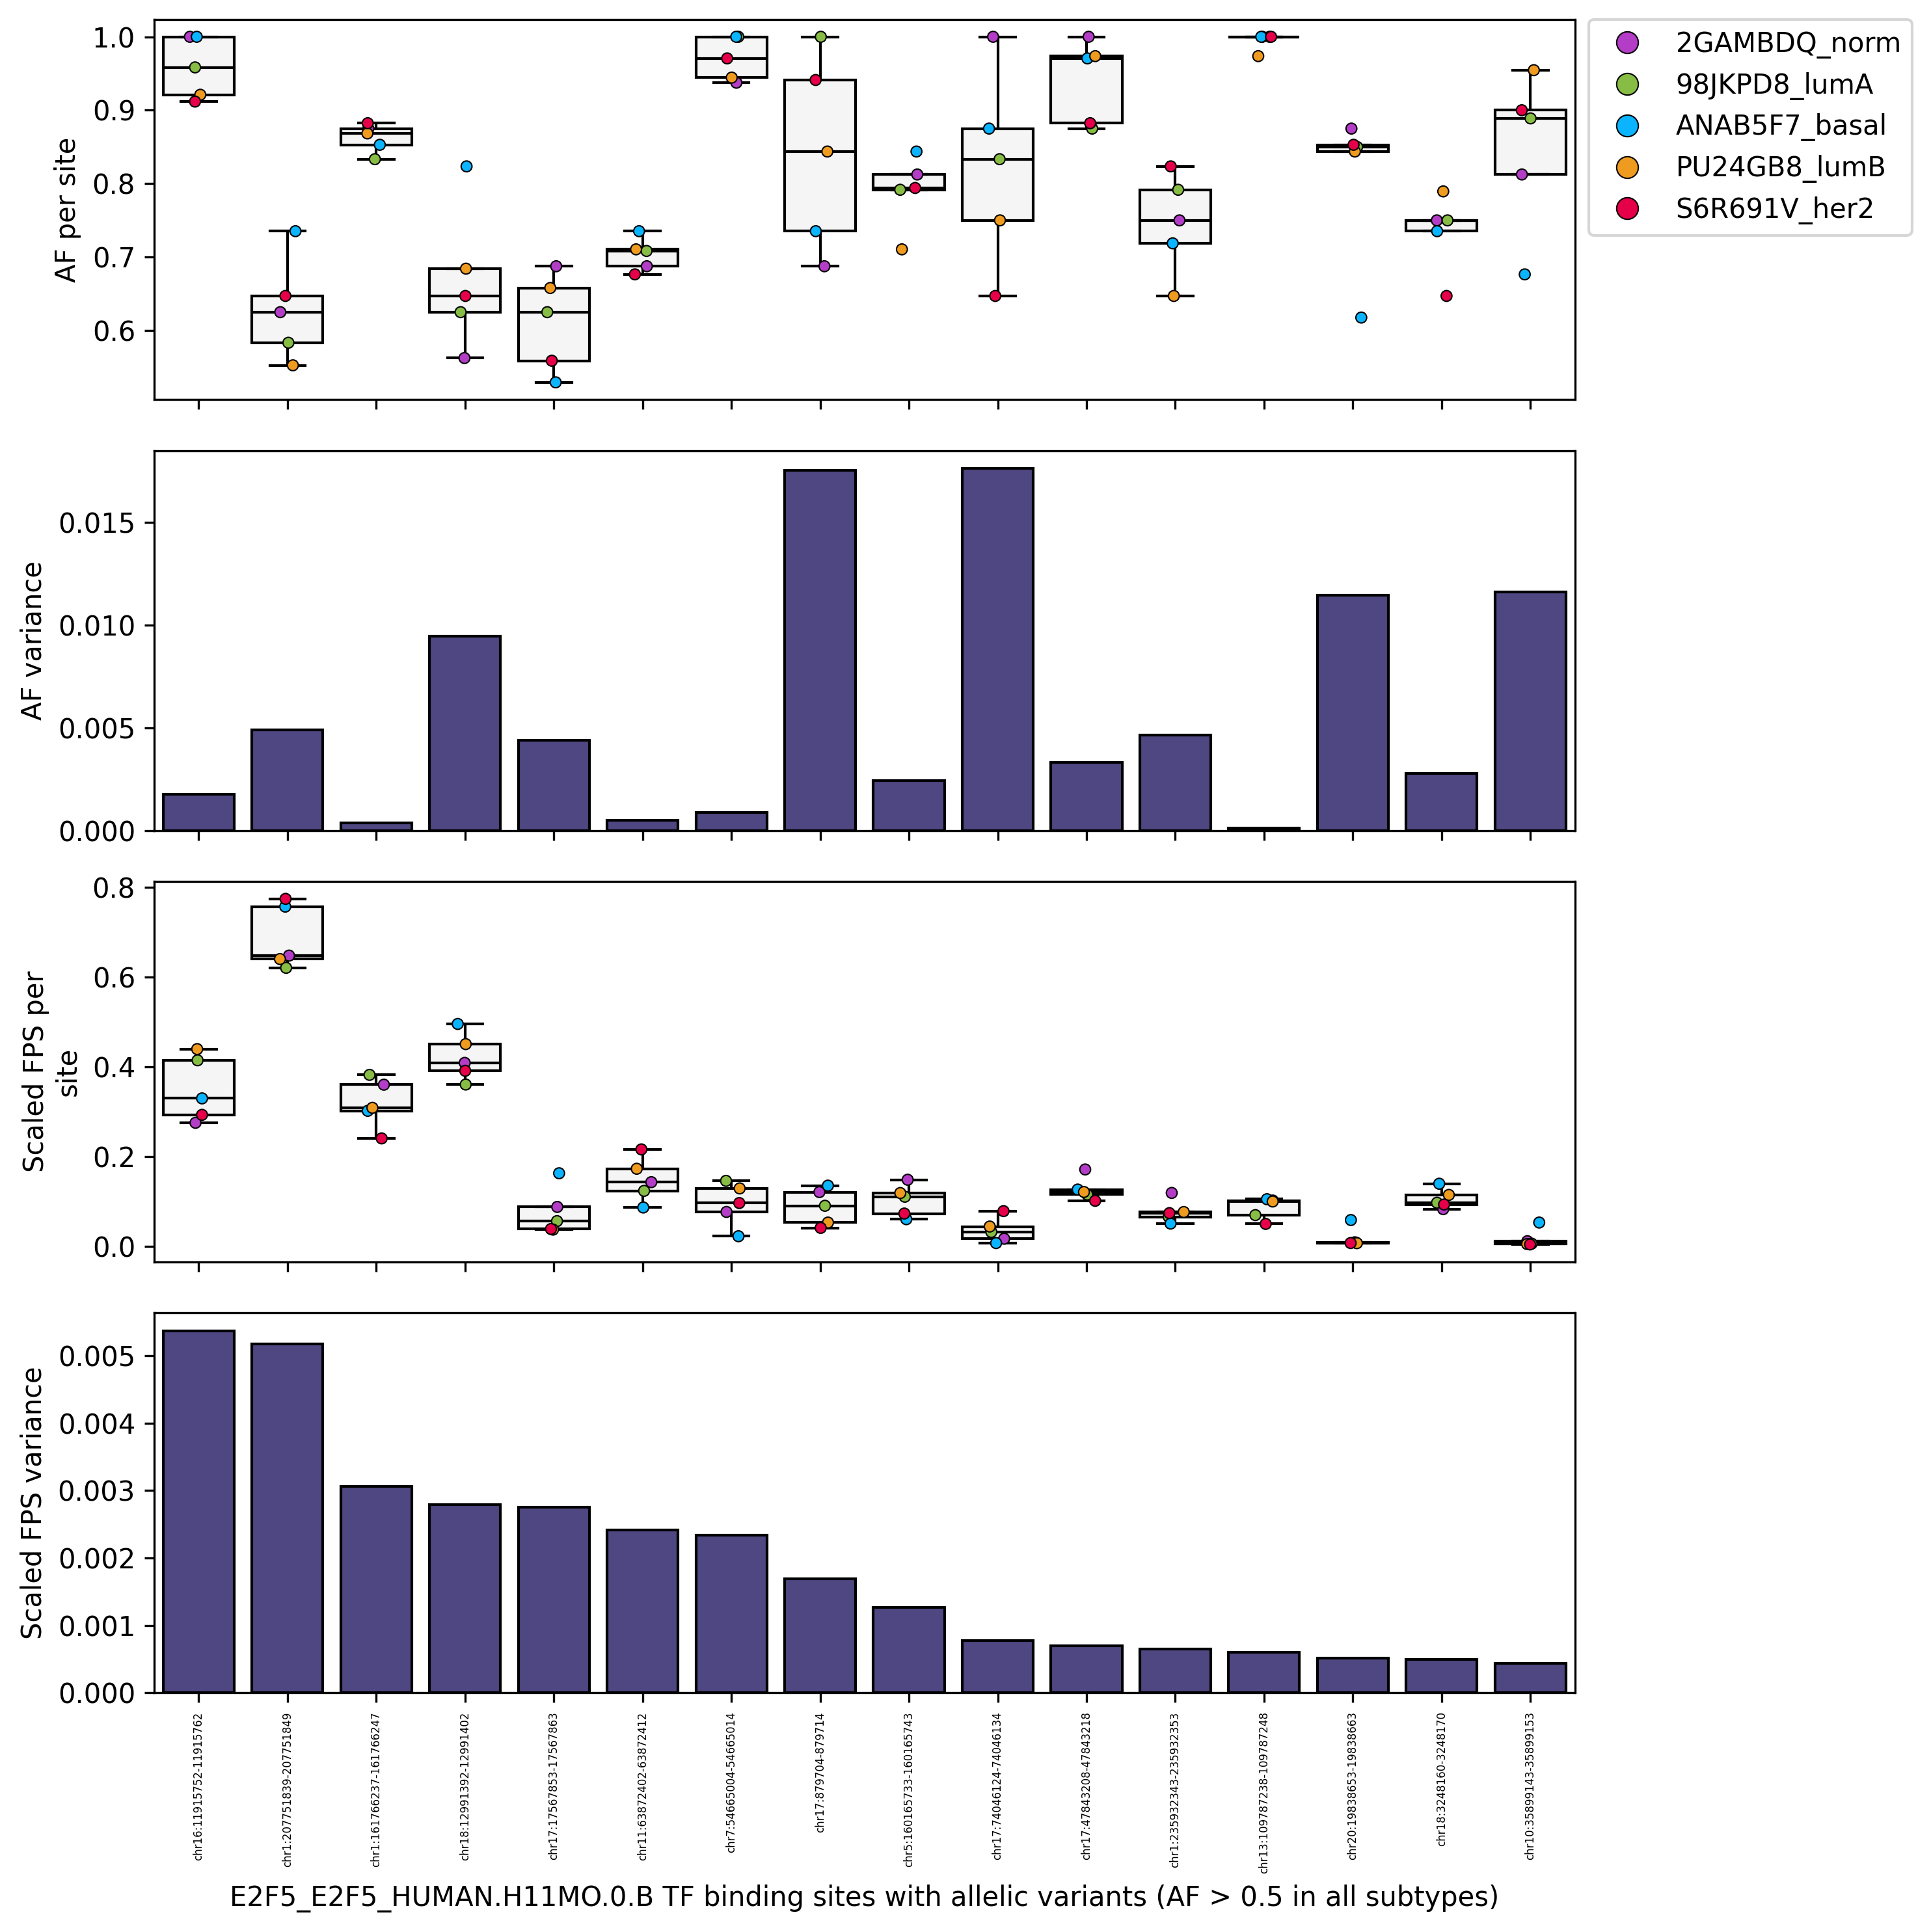 1.0
0.9
0.8
0.7
0.6
AF per site
2GAMBDQ_norm
98JKPD8_lumA
ANAB5F7_basal
PU24GB8_lumB
S6R691V_her2
0.015
0.010
0.005
0.000
AF variance
0.8
0.6
0.4
0.2
0.0
Scaled FPS per
site
0.005
0.004
0.003
0.002
0.001
0.000
Scaled FPS variance
chr16:11915752-11915762
chr1:207751839-207751849
chr1:161766237-161766247
chr18:12991392-12991402
chr17:17567853-17567863
chr11:63872402-63872412
chr7:54665004-54665014
chr17:879704-879714
chr5:160165733-160165743
chr17:74046124-74046134
chr17:47843208-47843218
chr1:235932343-235932353
chr13:109787238-109787248
chr20:19838653-19838663
chr18:3248160-3248170
chr10:35899143-35899153
E2F5_E2F5_HUMAN.H11MO.0.B TF binding sites with allelic variants (AF > 0.5 in all subtypes)